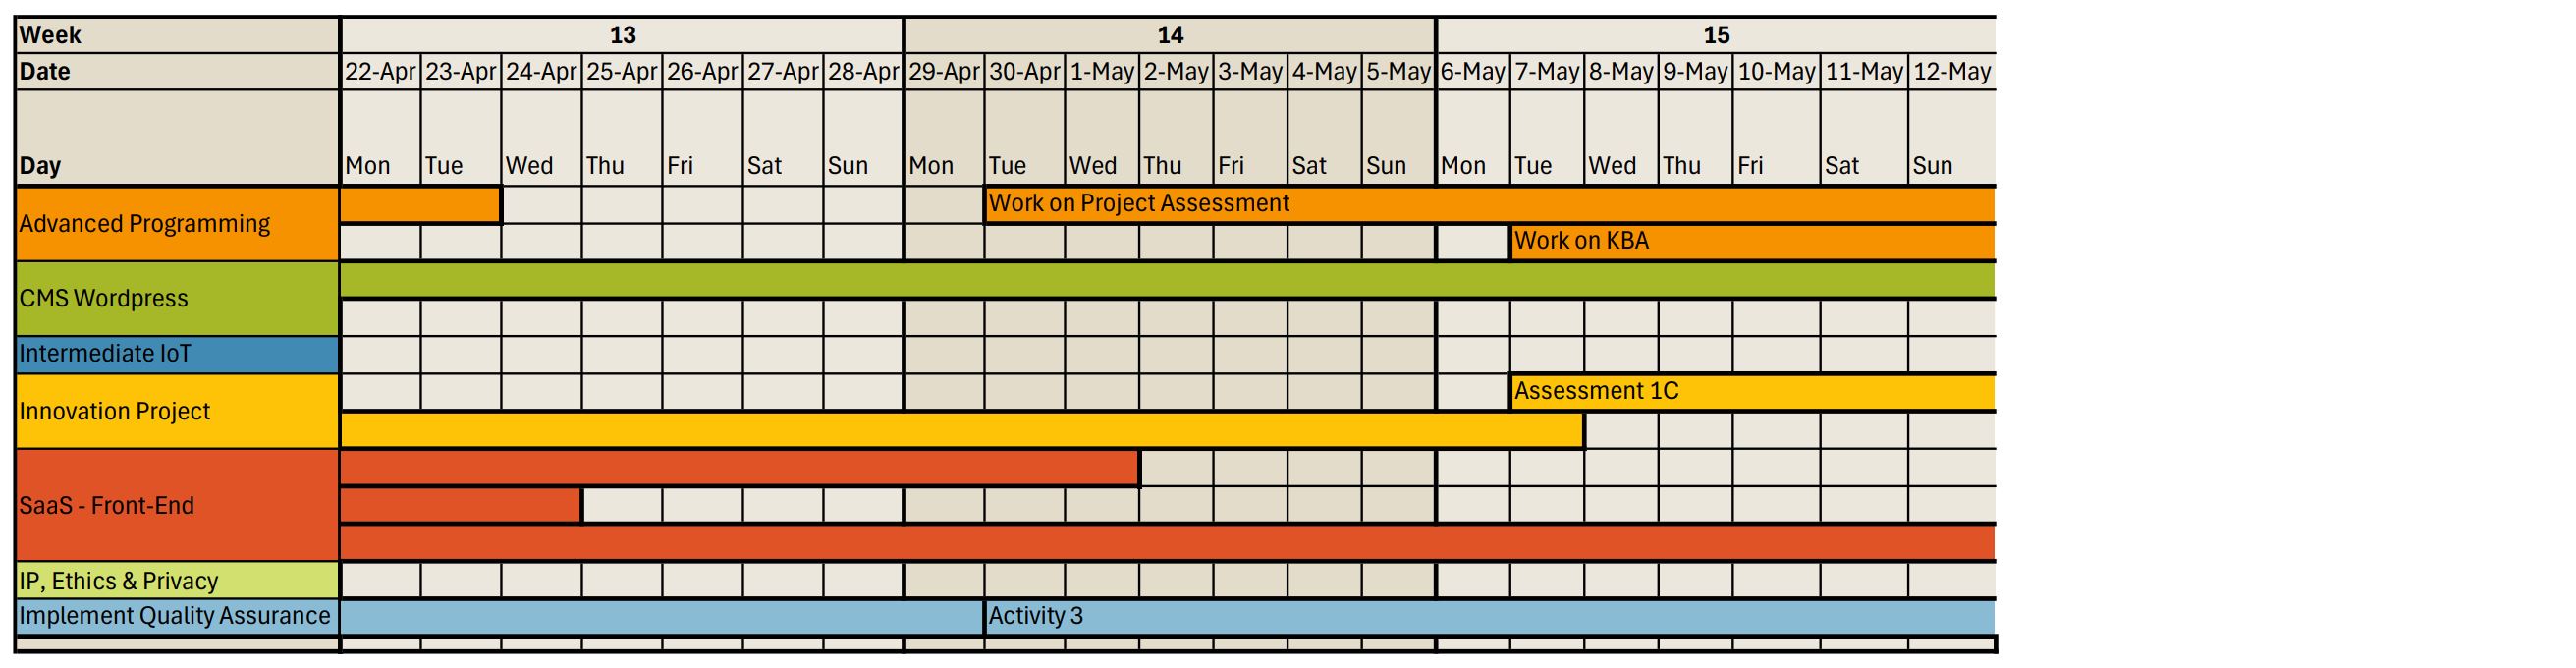 Week 13 14 15
Date 22-Apr 23-Apr 24-Apr 25-Apr 26-Apr 27-Apr 28-Apr 29-Apr 30-Apr 1-May 2-May 3-May 4-May 5-May 6-May 7-May 8-May 9-May 10-May 11-May 12-May
Day Mon Tue Wed Thu Fri Sat Sun Mon Tue Wed Thu Fri Sat Sun Mon Tue Wed Thu Fri Sat Sun
Work on Project Assessment
Advanced Programming
Work on KBA
CMS Wordpress
Intermediate IoT
Assessment 1C
Innovation Project
SaaS - Front-End
IP, Ethics & Privacy
Implement Quality Assurance Activity 3